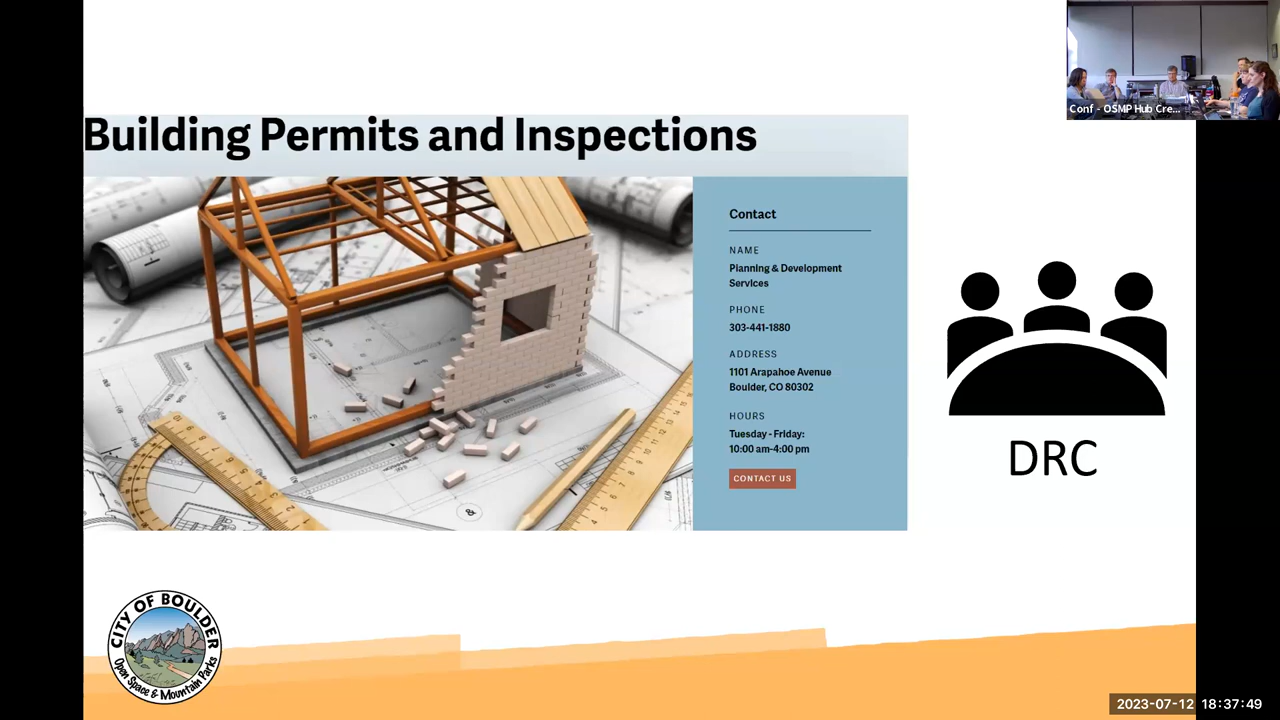 Conf - OSMP Hub Cre...
Building Permits and Inspections
Contact
NAME
Planning & Development
Services
PHONE
303-441-1880
ADDRESS
1101 Arapahoe Avenue
Boulder, CO 80302
HOURS
Tuesday - Friday:
10:00 am-4:00 pm
CONTACT US
DRC
CITY OF BOULDER
Open Space & Mountain Parks
2023-07-12 18:37:49